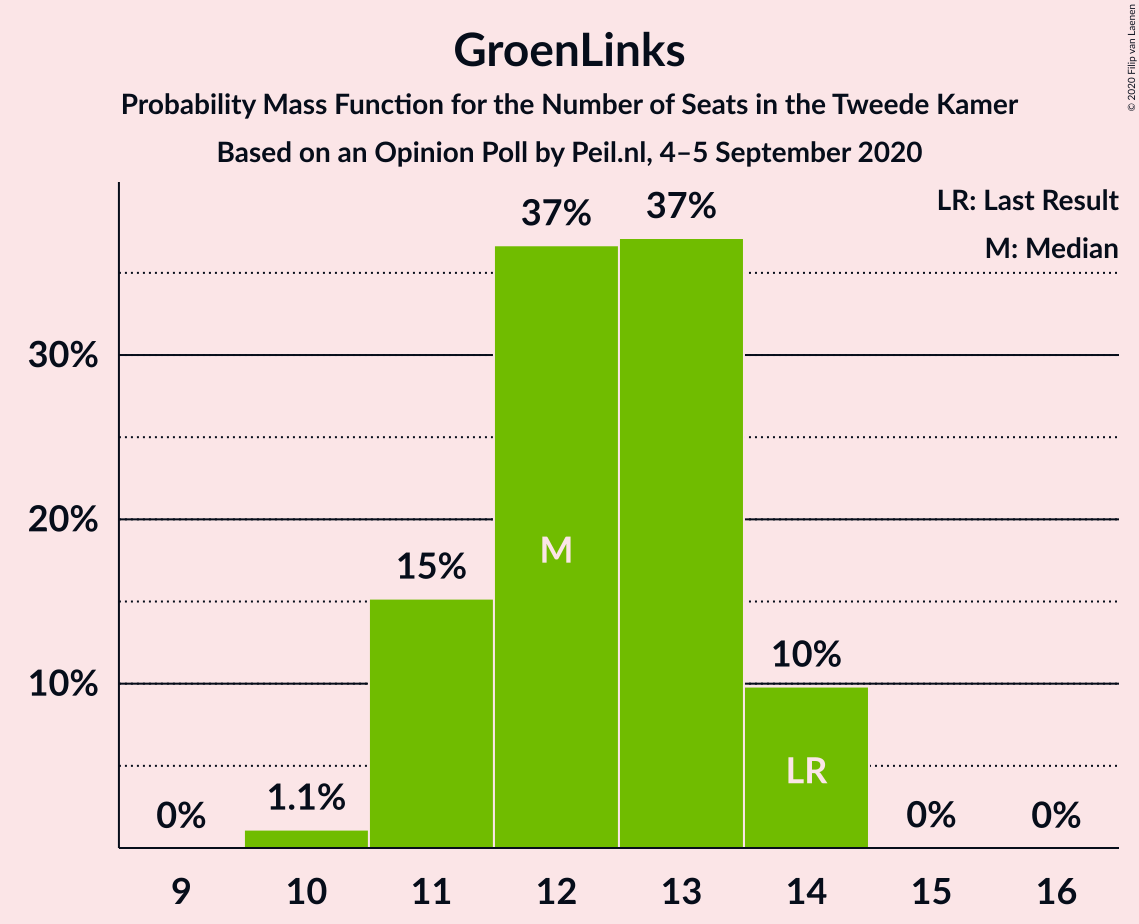 GroenLinks
Probability Mass Function for the Number of Seats in the Tweede Kamer
Based on an Opinion Poll by Peil.nl, 4–5 September 2020
© 2020 Filip van Laenen
LR: Last Result
M: Median
37%
37%
30%
20%
M
15%
10%
10%
LR
1.1%
0%
0%
0%
9
10
11
12
13
14
15
16